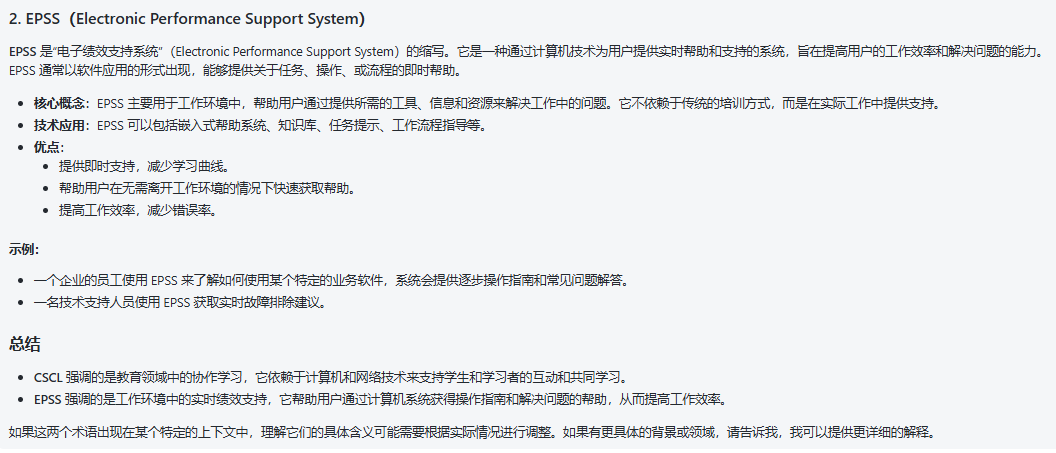 2. EPSS（Electronic Performance Support System）
EPSS 是“电子绩效支持系统”（Electronic Performance Support System）的缩写。它是一种通过计算机技术为用户提供实时帮助和支持的系统，旨在提高用户的工作效率和解决问题的能力。
EPSS 通常以软件应用的形式出现，能够提供关于任务、操作、或流程的即时帮助。
• 核心概念：EPSS 主要用于工作环境中，帮助用户通过提供所需的工具、信息和资源来解决工作中的问题。它不依赖于传统的培训方式，而是在实际工作中提供支持。
• 技术应用：EPSS 可以包括嵌入式帮助系统、知识库、任务提示、工作流程指导等。
• 优点：
• 提供即时支持，减少学习曲线。
• 帮助用户在无需离开工作环境的情况下快速获取帮助。
• 提高工作效率，减少错误率。
示例：
• 一个企业的员工使用 EPSS 来了解如何使用某个特定的业务软件，系统会提供逐步操作指南和常见问题解答。
• 一名技术支持人员使用 EPSS 获取实时故障排除建议。
总结
• CSCL 强调的是教育领域中的协作学习，它依赖于计算机和网络技术来支持学生和学习者的互动和共同学习。
• EPSS 强调的是工作环境中的实时绩效支持，它帮助用户通过计算机系统获得操作指南和解决问题的帮助，从而提高工作效率。
如果这两个术语出现在某个特定的上下文中，理解它们的具体含义可能需要根据实际情况进行调整。如果有更具体的背景或领域，请告诉我，我可以提供更详细的解释。